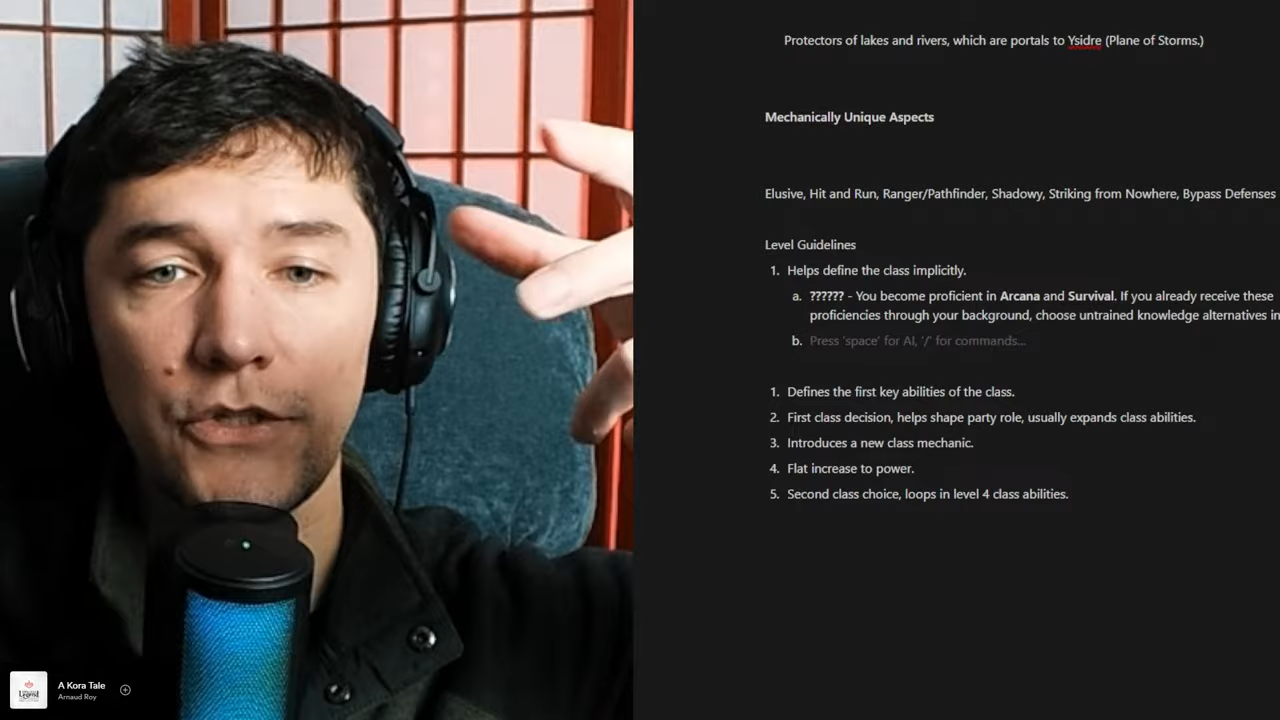 Protectors of lakes and rivers, which are portals to Ysidre (Plane of Storms.)
Mechanically Unique Aspects
Elusive, Hit and Run, Ranger/Pathfinder, Shadowy, Striking from Nowhere, Bypass Defenses
Level Guidelines
1. Helps define the class implicitly.
a. ?????? - You become proficient in Arcana and Survival. If you already receive these
proficiencies through your background, choose untrained knowledge alternatives in
b. Press 'space' for AI, '/' for commands...
1. Defines the first key abilities of the class.
2. First class decision, helps shape party role, usually expands class abilities.
3. Introduces a new class mechanic.
4. Flat increase to power.
5. Second class choice, loops in level 4 class abilities.
Legend
A Kora Tale
Arnaud Roy